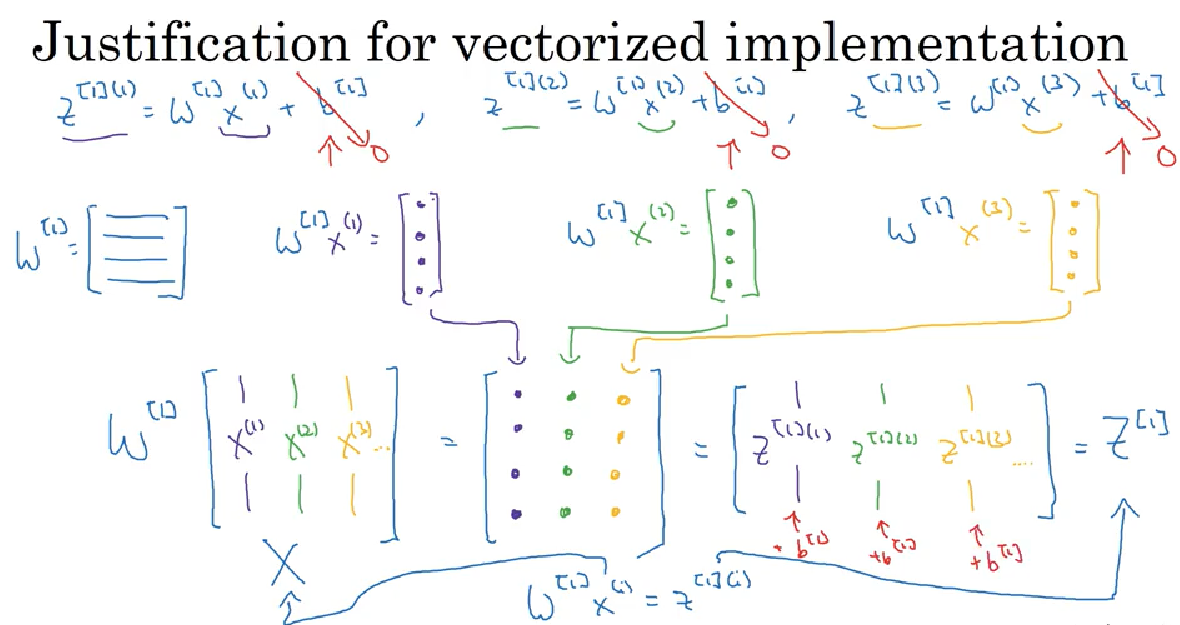 Justification for vectorized implementation
z^{[1](1)} = W^{[1]} x^{(1)} + b^{[1]} , z^{[1](2)} = W^{[1]} x^{(2)} + b^{[1]} , z^{[1](3)} = W^{[1]} x^{(3)} + b^{[1]}
↑ 0 ↑ 0 ↑ 0
W^{[1]} = [ ] W^{[1]} x^{(1)} = [ ] W^{[1]} x^{(2)} = [ ] W^{[1]} x^{(3)} = [ ]
W^{[1]} [ x^{(1)} x^{(2)} x^{(3)} ... ] = [ ] = [ z^{[1](1)} z^{[1](2)} z^{[1](3)} .... ] = Z^{[1]}
+b^{[1]} +b^{[1]} +b^{[1]}
X
W^{[1]} x^{(i)} = z^{[1](i)}